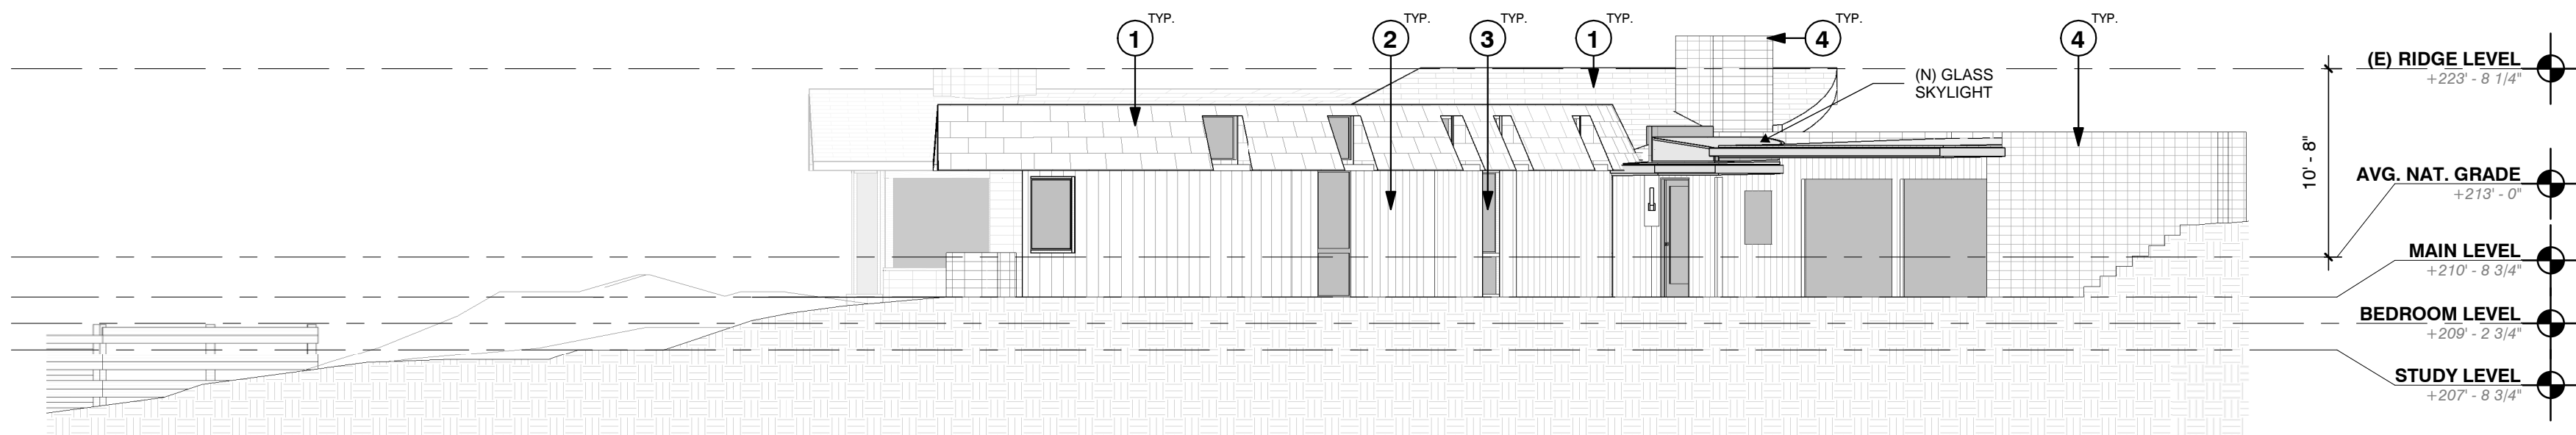 1 TYP.
2 TYP.
3 TYP.
1 TYP.
4 TYP.
4 TYP.
(N) GLASS
SKYLIGHT
(E) RIDGE LEVEL
+223' - 8 1/4"
10' - 8"
AVG. NAT. GRADE
+213' - 0"
MAIN LEVEL
+210' - 8 3/4"
BEDROOM LEVEL
+209' - 2 3/4"
STUDY LEVEL
+207' - 8 3/4"